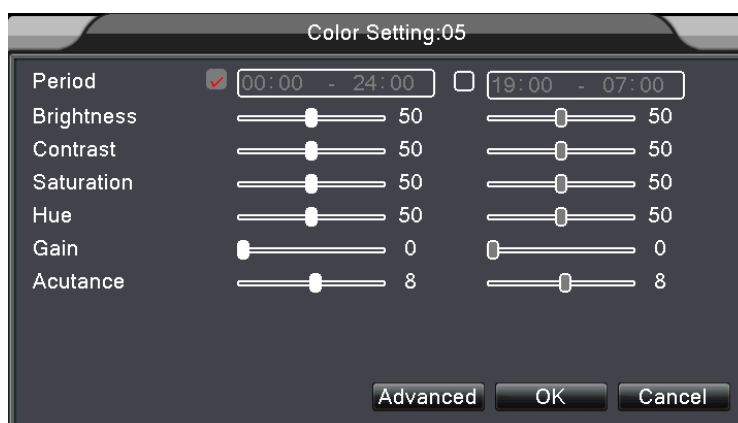 Color Setting:05
Period 00:00 - 24:00 19:00 - 07:00
Brightness 50 50
Contrast 50 50
Saturation 50 50
Hue 50 50
Gain 0 0
Acutance 8 8
Advanced OK Cancel